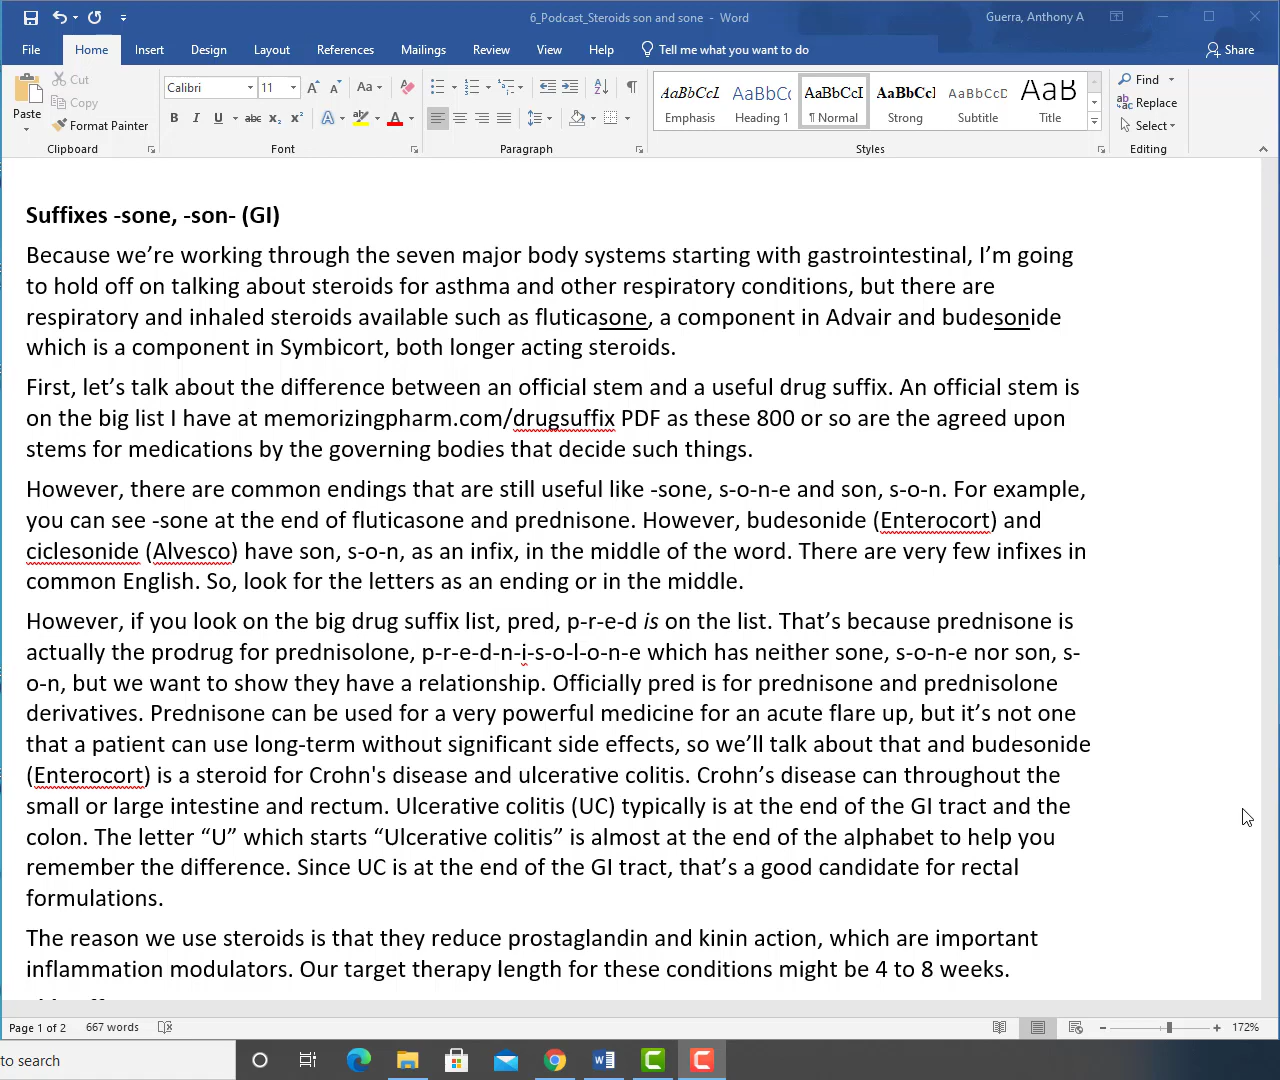 6_Podcast_Steroids son and sone - Word
Guerra, Anthony A
File Home Insert Design Layout References Mailings Review View Help Tell me what you want to do Share
Cut
Copy
Paste
Format Painter
Calibri 11
AaBbCcI AaBbCc AaBbCcI AaBbCcI AaBbCcD AaB
Emphasis Heading 1 ¶ Normal Strong Subtitle Title
Find
Replace
Select
Clipboard Font Paragraph Styles Editing
Suffixes -sone, -son- (GI)
Because we’re working through the seven major body systems starting with gastrointestinal, I’m going
to hold off on talking about steroids for asthma and other respiratory conditions, but there are
respiratory and inhaled steroids available such as fluticasone, a component in Advair and budesonide
which is a component in Symbicort, both longer acting steroids.
First, let’s talk about the difference between an official stem and a useful drug suffix. An official stem is
on the big list I have at memorizingpharm.com/drugsuffix PDF as these 800 or so are the agreed upon
stems for medications by the governing bodies that decide such things.
However, there are common endings that are still useful like -sone, s-o-n-e and son, s-o-n. For example,
you can see -sone at the end of fluticasone and prednisone. However, budesonide (Enterocort) and
ciclesonide (Alvesco) have son, s-o-n, as an infix, in the middle of the word. There are very few infixes in
common English. So, look for the letters as an ending or in the middle.
However, if you look on the big drug suffix list, pred, p-r-e-d is on the list. That’s because prednisone is
actually the prodrug for prednisolone, p-r-e-d-n-i-s-o-l-o-n-e which has neither sone, s-o-n-e nor son, s-
o-n, but we want to show they have a relationship. Officially pred is for prednisone and prednisolone
derivatives. Prednisone can be used for a very powerful medicine for an acute flare up, but it’s not one
that a patient can use long-term without significant side effects, so we’ll talk about that and budesonide
(Enterocort) is a steroid for Crohn's disease and ulcerative colitis. Crohn’s disease can throughout the
small or large intestine and rectum. Ulcerative colitis (UC) typically is at the end of the GI tract and the
colon. The letter “U” which starts “Ulcerative colitis” is almost at the end of the alphabet to help you
remember the difference. Since UC is at the end of the GI tract, that’s a good candidate for rectal
formulations.
The reason we use steroids is that they reduce prostaglandin and kinin action, which are important
inflammation modulators. Our target therapy length for these conditions might be 4 to 8 weeks.
Page 1 of 2 667 words 172%
to search